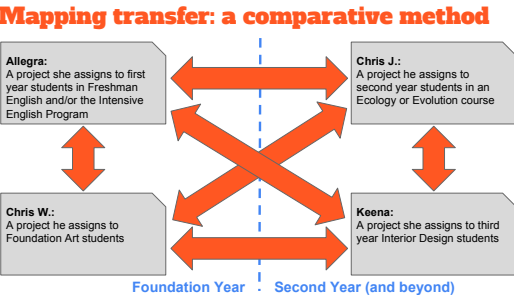 Mapping transfer: a comparative method
Allegra:
A project she assigns to first
year students in Freshman
English and/or the Intensive
English Program
Chris J.:
A project he assigns to
second year students in an
Ecology or Evolution course
Chris W.:
A project he assigns to
Foundation Art students
Keena:
A project she assigns to third
year Interior Design students
Foundation Year
Second Year (and beyond)